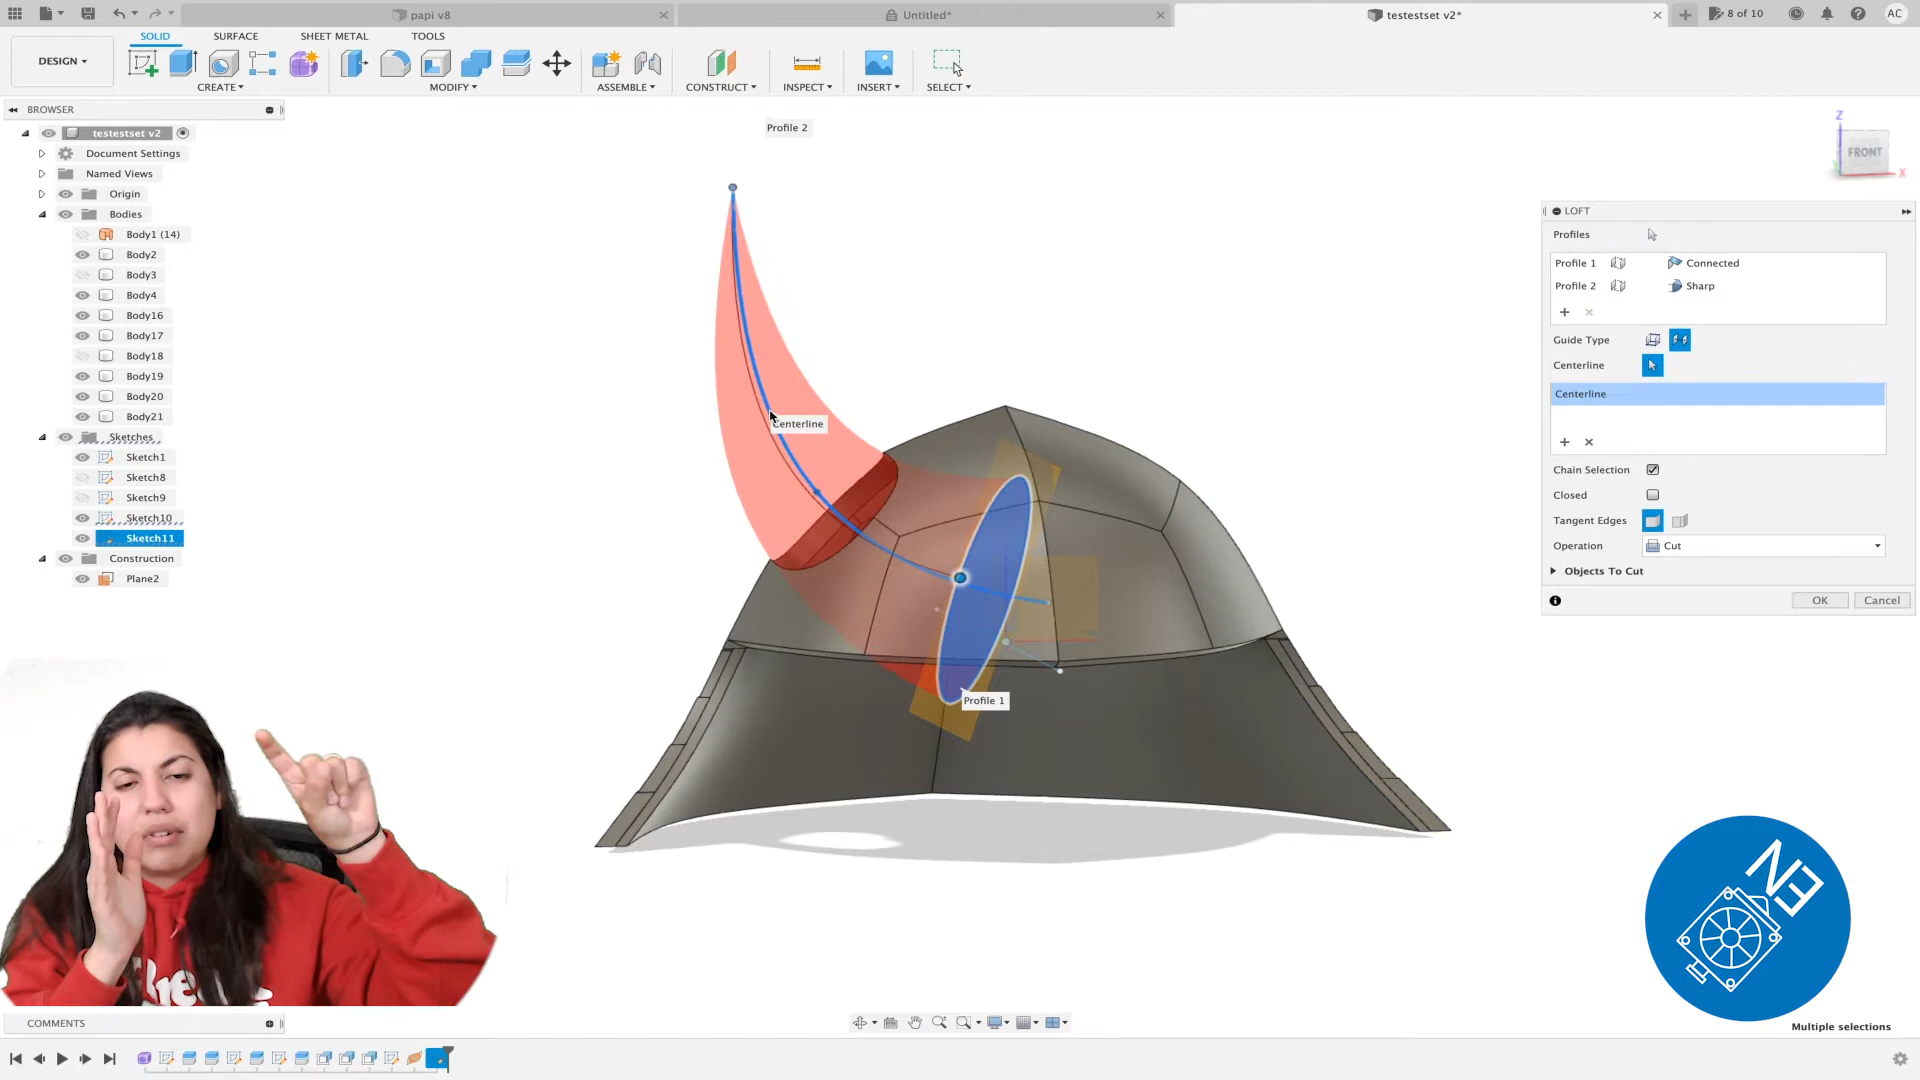 papi v8
Untitled*
testestset v2*
8 of 10
AC
DESIGN
SOLID
SURFACE
SHEET METAL
TOOLS
CREATE
MODIFY
ASSEMBLE
CONSTRUCT
INSPECT
INSERT
SELECT
BROWSER
testestset v2
Document Settings
Named Views
Origin
Bodies
Body1 (14)
Body2
Body3
Body4
Body16
Body17
Body18
Body19
Body20
Body21
Sketches
Sketch1
Sketch8
Sketch9
Sketch10
Sketch11
Construction
Plane2
Profile 2
Centerline
Profile 1
Z
FRONT
X
LOFT
Profiles
Profile 1 Connected
Profile 2 Sharp
Guide Type
Centerline
Centerline
Chain Selection
Closed
Tangent Edges
Operation Cut
Objects To Cut
OK Cancel
N3
Multiple selections
COMMENTS